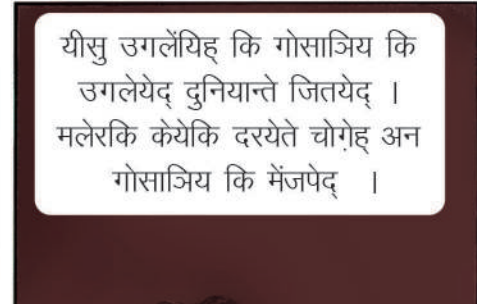 यीसु उगलेंयिह् कि गोसाञिय कि
उगलेयेद् दुनियान्ते जितयेद् ।
मलेरकि केयेकि दरयेते चोगे़ह् अन
गोसाञिय कि मेंजपेद् ।